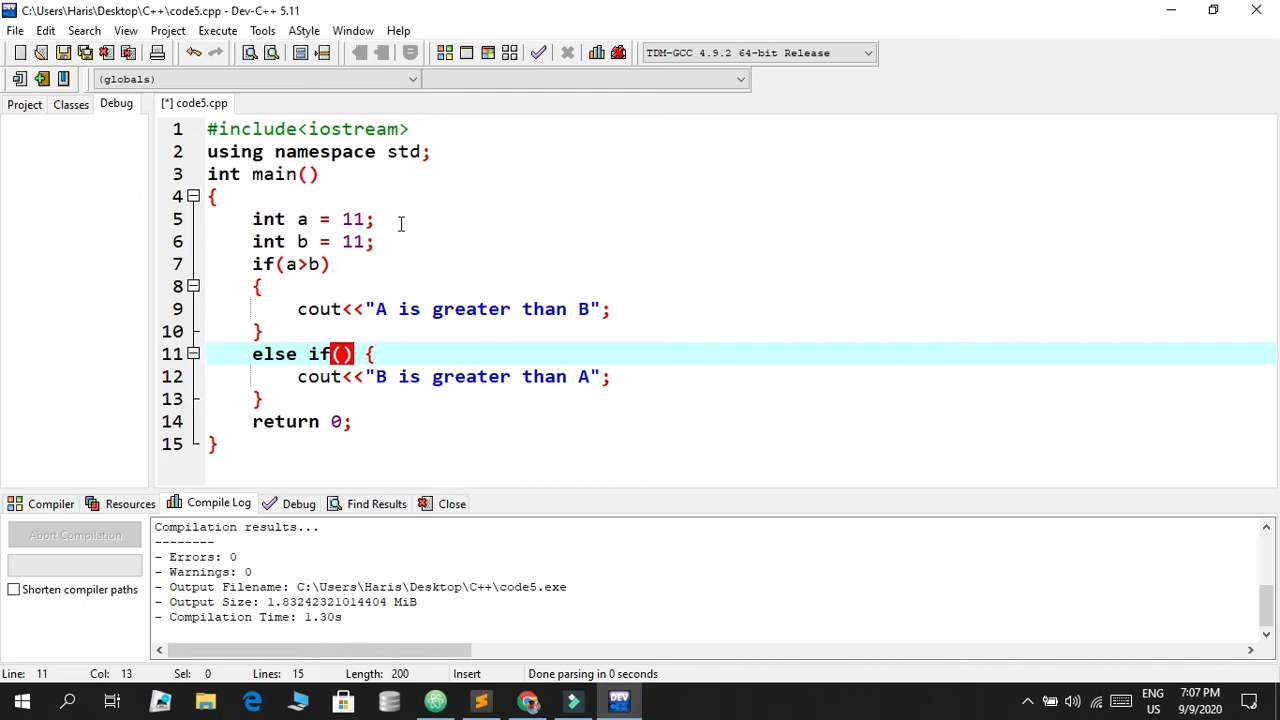 C:\Users\Haris\Desktop\C++\code5.cpp - Dev-C++ 5.11
File Edit Search View Project Execute Tools AStyle Window Help
TDM-GCC 4.9.2 64-bit Release
(globals)
Project Classes Debug [*] code5.cpp
1 #include<iostream>
2 using namespace std;
3 int main()
4 {
5 int a = 11;
6 int b = 11;
7 if(a>b)
8 {
9 cout<<"A is greater than B";
10 }
11 else if() {
12 cout<<"B is greater than A";
13 }
14 return 0;
15 }
Compiler Resources Compile Log Debug Find Results Close
Abort Compilation
Shorten compiler paths
Compilation results...
--------
- Errors: 0
- Warnings: 0
- Output Filename: C:\Users\Haris\Desktop\C++\code5.exe
- Output Size: 1.83242321014404 MiB
- Compilation Time: 1.30s
Line: 11 Col: 13 Sel: 0 Lines: 15 Length: 200 Insert Done parsing in 0 seconds
DEV
ENG
US
7:07 PM
9/9/2020